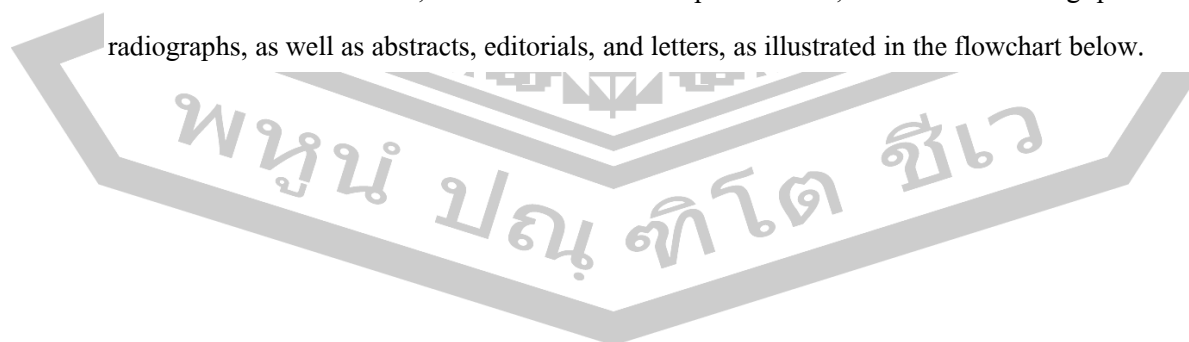 radiographs, as well as abstracts, editorials, and letters, as illustrated in the flowchart below.
พหูนํ ปณฺฑิโต ชีเว